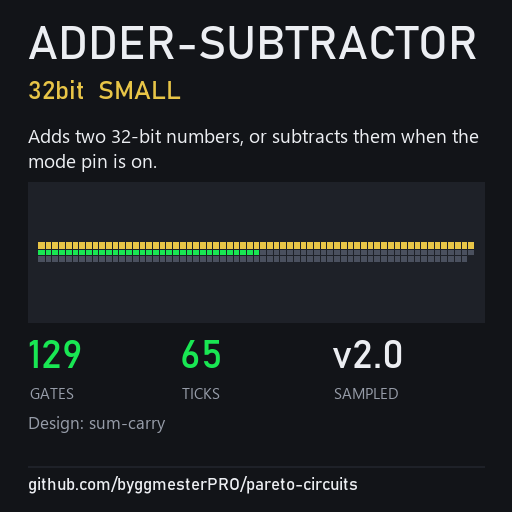 ADDER-SUBTRACTOR
32bit SMALL
Adds two 32-bit numbers, or subtracts them when the
mode pin is on.
129 65 v2.0
GATES TICKS SAMPLED
Design: sum-carry
github.com/byggmesterPRO/pareto-circuits